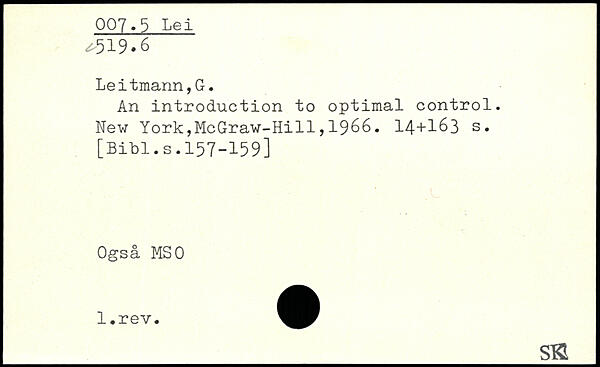 007.5 Lei
519.6
Leitmann,G.
An introduction to optimal control.
New York,McGraw-Hill,1966. 14+163 s.
[Bibl.s.157-159]
Også MSO
1.rev.
SK